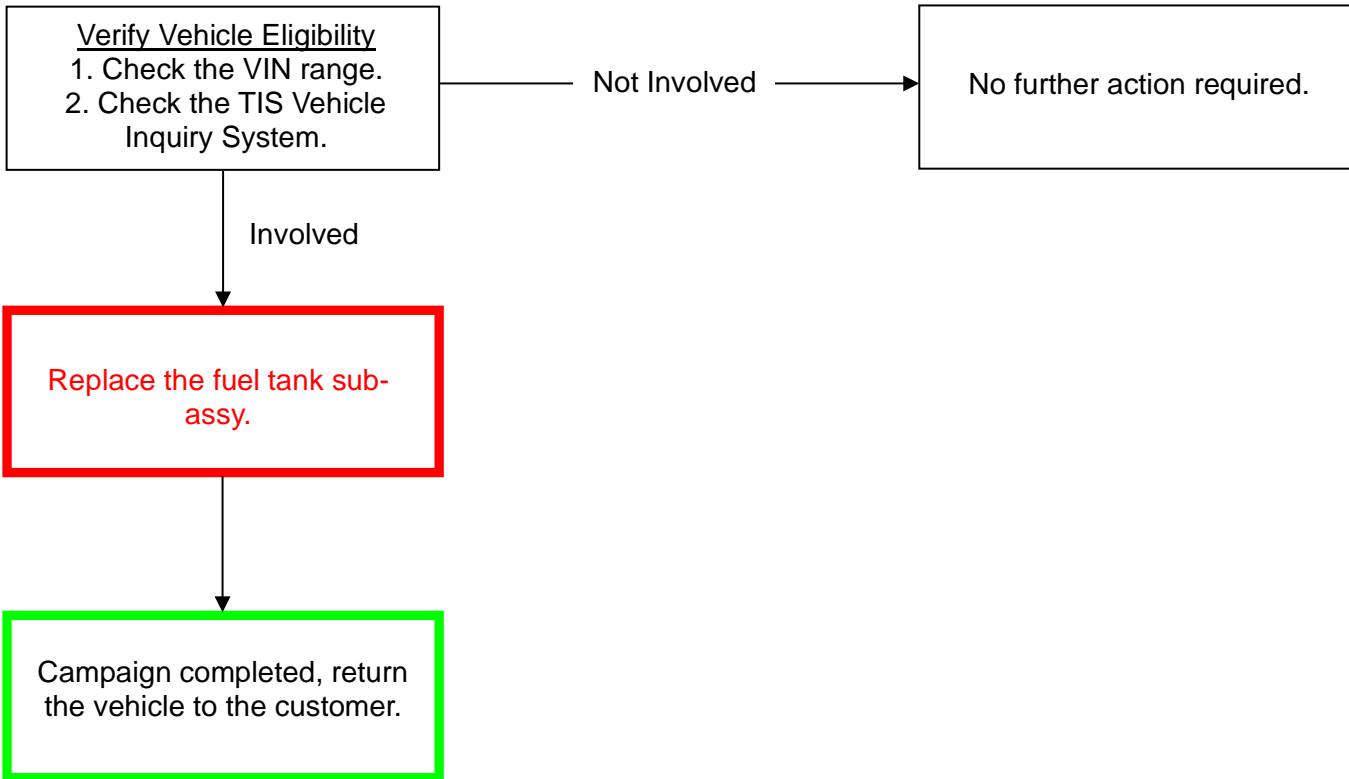 Verify Vehicle Eligibility
1. Check the VIN range.
2. Check the TIS Vehicle
Inquiry System.
Not Involved
No further action required.
Involved
Replace the fuel tank sub-
assy.
Campaign completed, return
the vehicle to the customer.